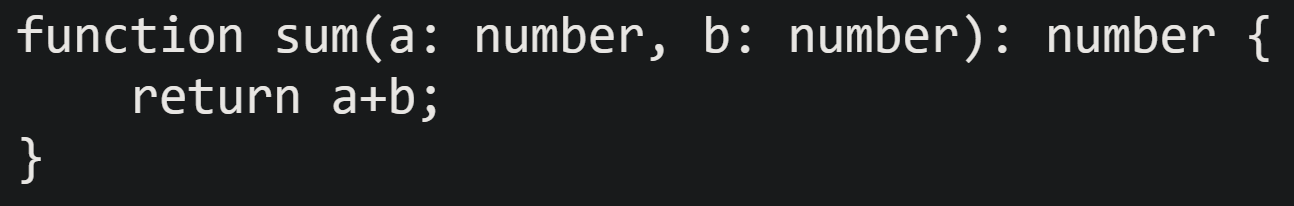 function sum(a: number, b: number): number {
    return a+b;
}